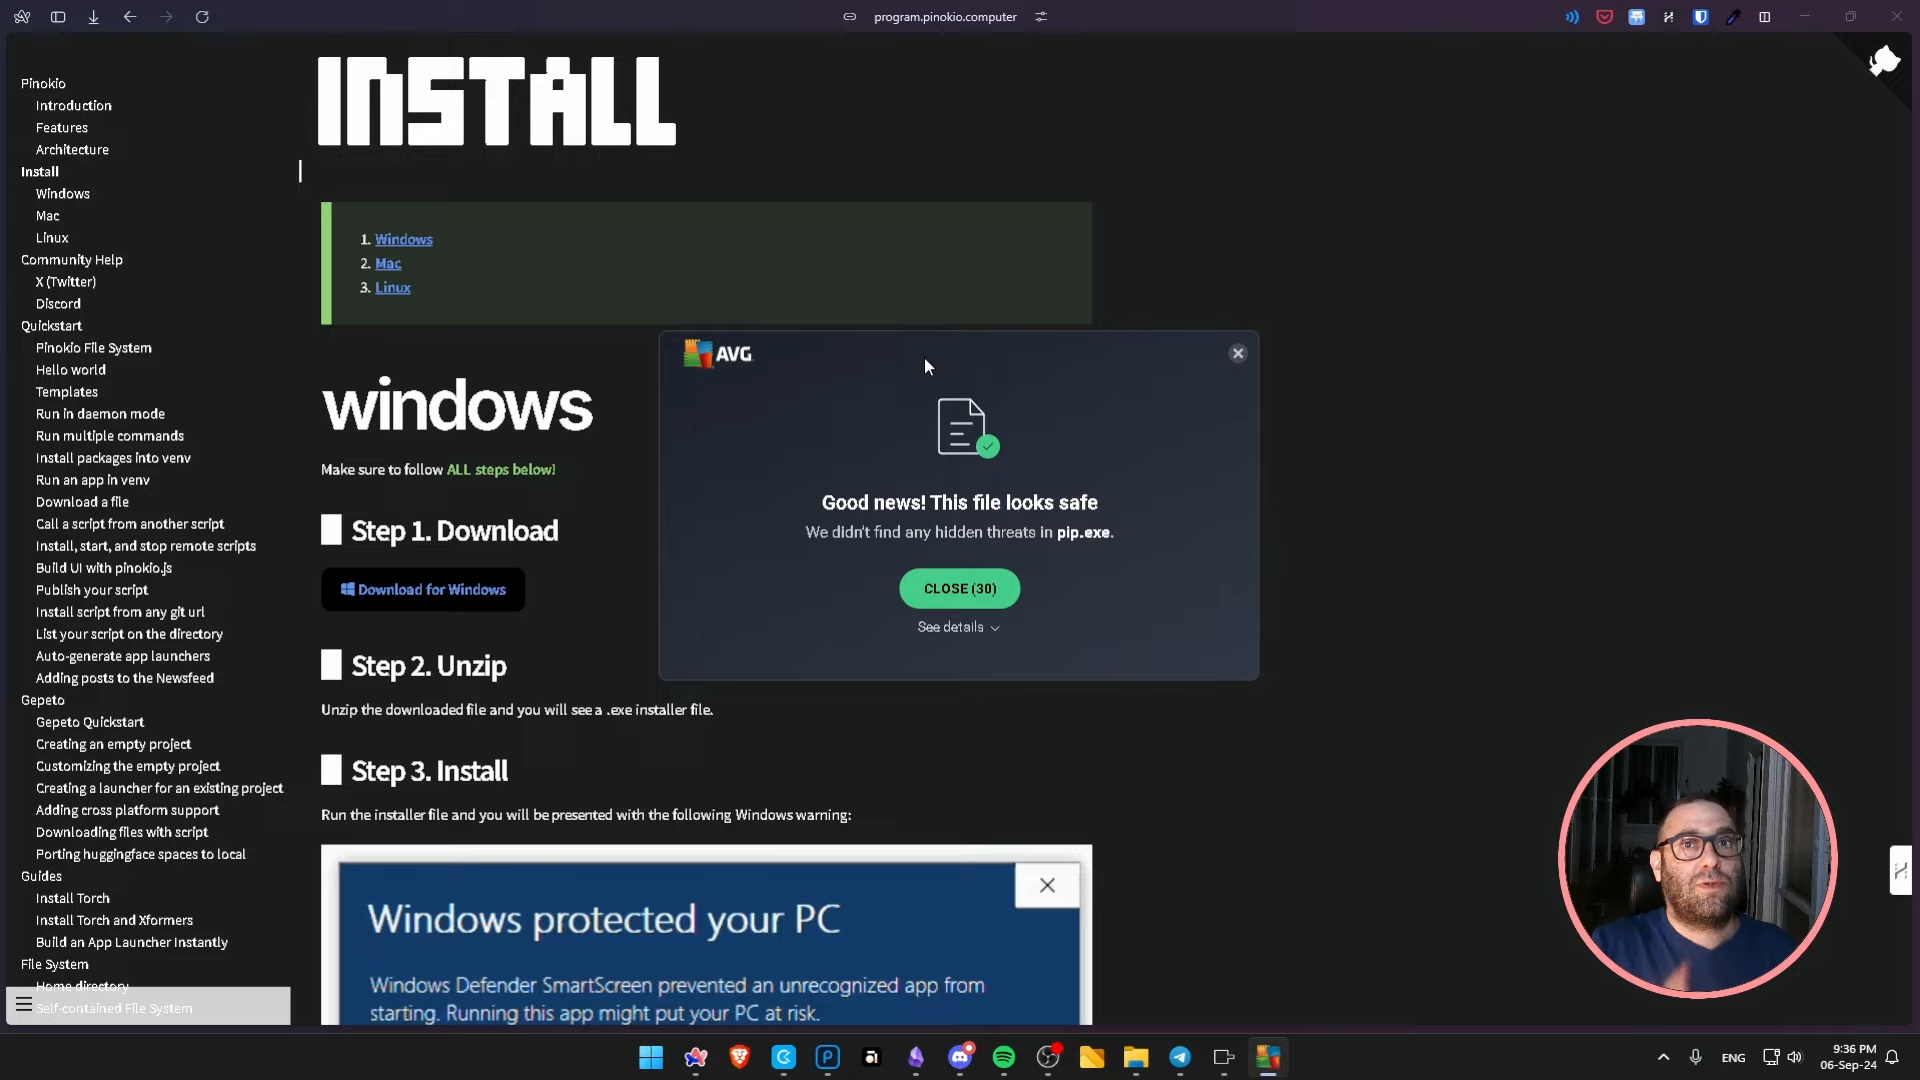 program.pinokio.computer
Pinokio
Introduction
Features
Architecture
Install
Windows
Mac
Linux
Community Help
X (Twitter)
Discord
Quickstart
Pinokio File System
Hello world
Templates
Run in daemon mode
Run multiple commands
Install packages into venv
Run an app in venv
Download a file
Call a script from another script
Install, start, and stop remote scripts
Build UI with pinokio.js
Publish your script
Install script from any git url
List your script on the directory
Auto-generate app launchers
Adding posts to the Newsfeed
Gepeto
Gepeto Quickstart
Creating an empty project
Customizing the empty project
Creating a launcher for an existing project
Adding cross platform support
Downloading files with script
Porting huggingface spaces to local
Guides
Install Torch
Install Torch and Xformers
Build an App Launcher Instantly
File System
Home directory
Self-contained File System
INSTALL
1. Windows
2. Mac
3. Linux
windows
Make sure to follow ALL steps below!
Step 1. Download
Download for Windows
Step 2. Unzip
Unzip the downloaded file and you will see a .exe installer file.
Step 3. Install
Run the installer file and you will be presented with the following Windows warning:
Windows protected your PC
Windows Defender SmartScreen prevented an unrecognized app from
starting. Running this app might put your PC at risk.
AVG
Good news! This file looks safe
We didn't find any hidden threats in pip.exe.
CLOSE (30)
See details
ENG
9:36 PM
06-Sep-24